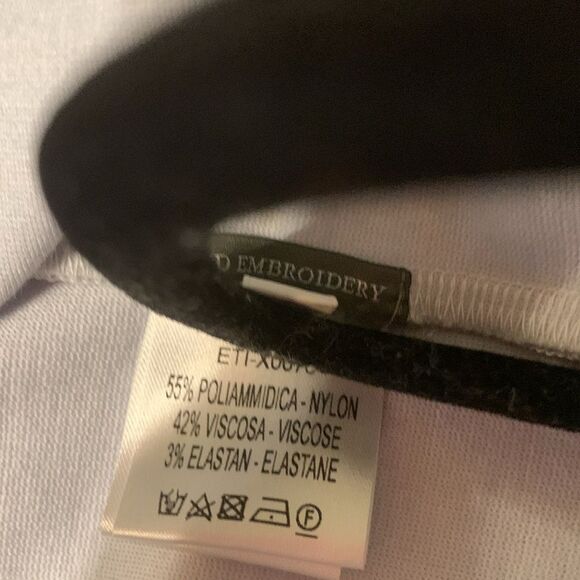 D EMBROIDERY
55% POLIAMMIDICA - NYLON
42% VISCOSA - VISCOSE
3% ELASTAN - ELASTANE
F